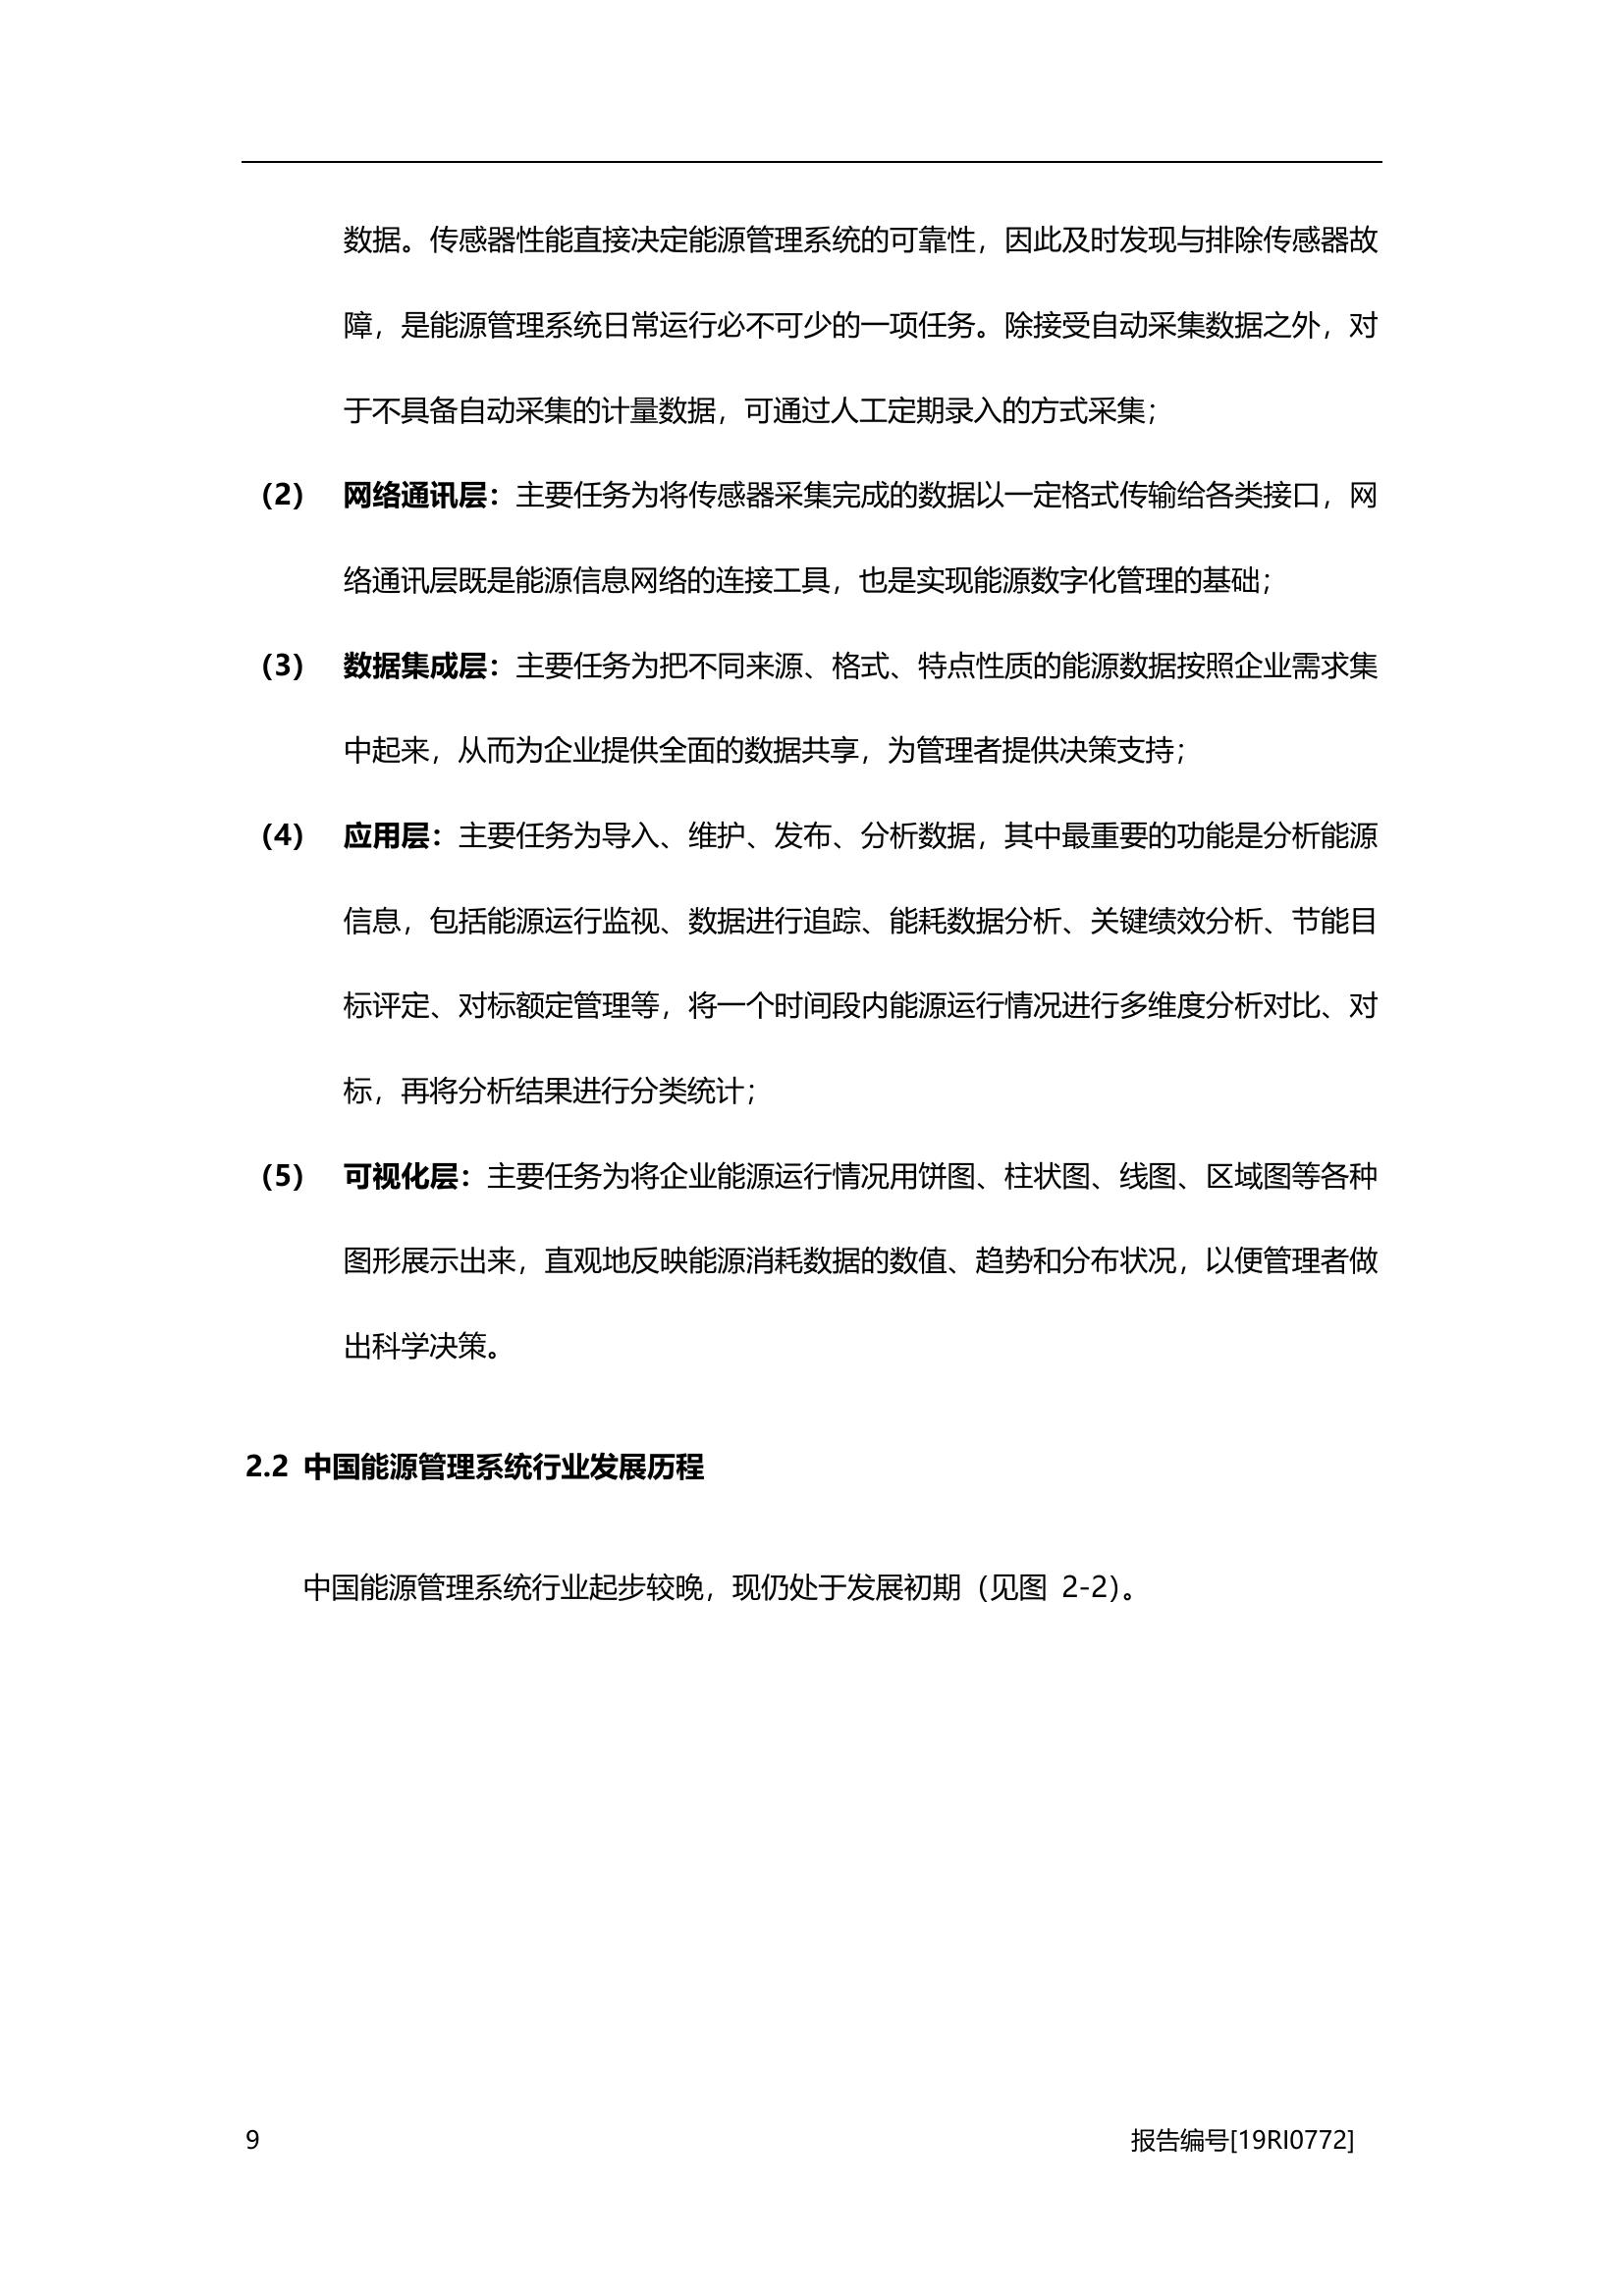 数据。传感器性能直接决定能源管理系统的可靠性，因此及时发现与排除传感器故
障，是能源管理系统日常运行必不可少的一项任务。除接受自动采集数据之外，对
于不具备自动采集的计量数据，可通过人工定期录入的方式采集；
（2） 网络通讯层：主要任务为将传感器采集完成的数据以一定格式传输给各类接口，网
络通讯层既是能源信息网络的连接工具，也是实现能源数字化管理的基础；
（3） 数据集成层：主要任务为把不同来源、格式、特点性质的能源数据按照企业需求集
中起来，从而为企业提供全面的数据共享，为管理者提供决策支持；
（4） 应用层：主要任务为导入、维护、发布、分析数据，其中最重要的功能是分析能源
信息，包括能源运行监视、数据进行追踪、能耗数据分析、关键绩效分析、节能目
标评定、对标额定管理等，将一个时间段内能源运行情况进行多维度分析对比、对
标，再将分析结果进行分类统计；
（5） 可视化层：主要任务为将企业能源运行情况用饼图、柱状图、线图、区域图等各种
图形展示出来，直观地反映能源消耗数据的数值、趋势和分布状况，以便管理者做
出科学决策。
2.2 中国能源管理系统行业发展历程
中国能源管理系统行业起步较晚，现仍处于发展初期（见图 2-2）。
9 报告编号[19RI0772]